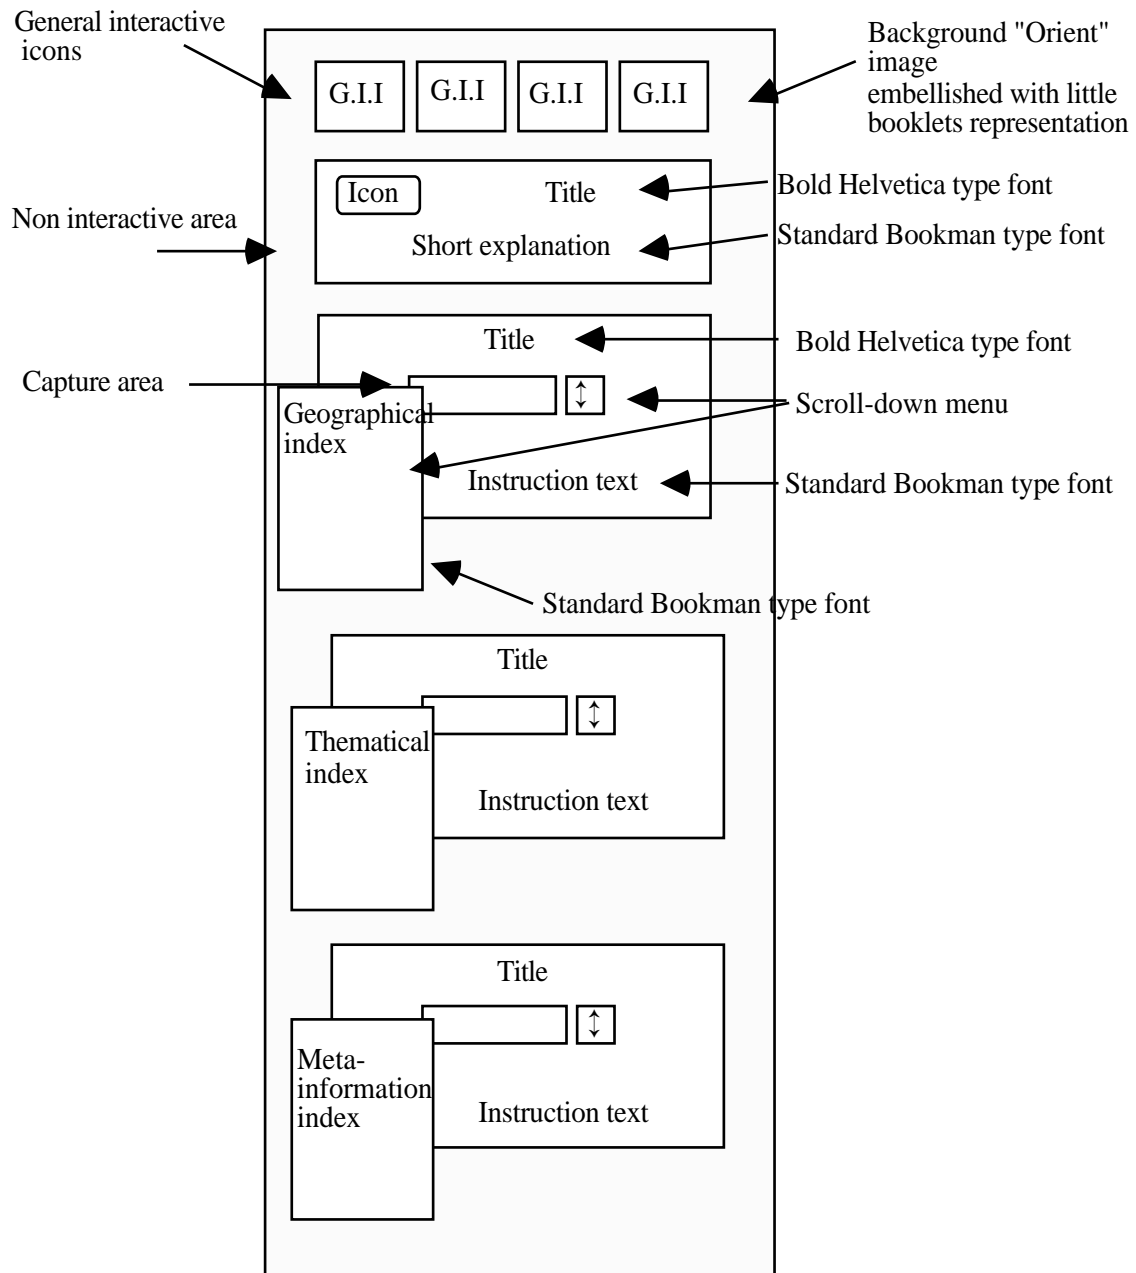 General interactive
icons
Background "Orient"
image
embellished with little
booklets representation
G.I.I
G.I.I
G.I.I
G.I.I
Icon
Title
Bold Helvetica type font
Non interactive area
Short explanation
Standard Bookman type font
Title
Bold Helvetica type font
Capture area
Scroll-down menu
Geographical
index
Instruction text
Standard Bookman type font
Standard Bookman type font
Title
Thematical
index
Instruction text
Title
Meta-
information
index
Instruction text